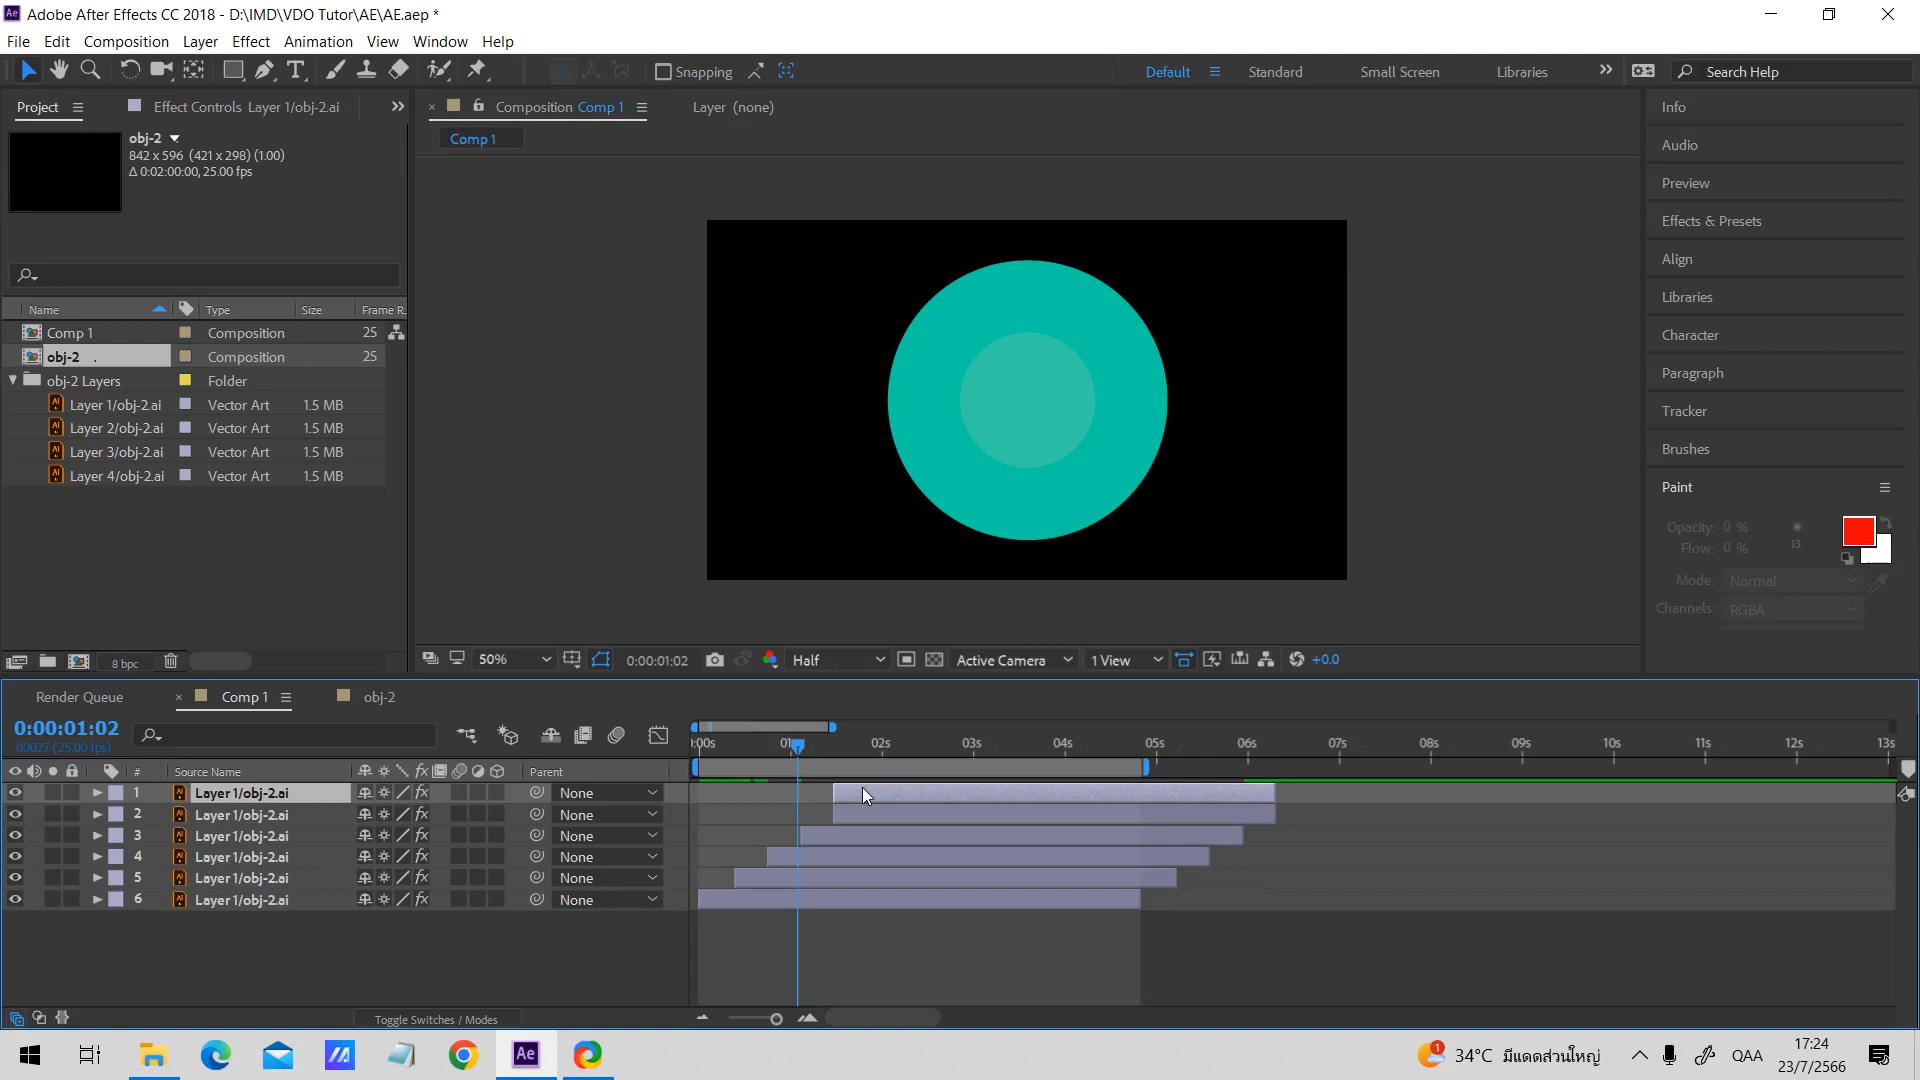 Adobe After Effects CC 2018 - D:\IMD\VDO Tutor\AE\AE.aep *
File Edit Composition Layer Effect Animation View Window Help
Snapping Default Standard Small Screen Libraries Search Help
Project Effect Controls Layer 1/obj-2.ai
Composition Comp 1 Layer (none)
Comp 1
obj-2
842 x 596 (421 x 298) (1.00)
Δ 0:02:00:00, 25.00 fps
Name Type Size Frame R..
Comp 1 Composition 25
obj-2 Composition 25
obj-2 Layers Folder
Layer 1/obj-2.ai Vector Art 1.5 MB
Layer 2/obj-2.ai Vector Art 1.5 MB
Layer 3/obj-2.ai Vector Art 1.5 MB
Layer 4/obj-2.ai Vector Art 1.5 MB
8 bpc
50% 0:00:01:02 Half Active Camera 1 View +0.0
Info
Audio
Preview
Effects & Presets
Align
Libraries
Character
Paragraph
Tracker
Brushes
Paint
Opacity: 0 %
Flow: 0 % 13
Mode: Normal
Channels: RGBA
Render Queue Comp 1 obj-2
0:00:01:02
00027 (25.00 fps)
):00s 01s 02s 03s 04s 05s 06s 07s 08s 09s 10s 11s 12s 13s
# Source Name Parent
1 Layer 1/obj-2.ai None
2 Layer 1/obj-2.ai None
3 Layer 1/obj-2.ai None
4 Layer 1/obj-2.ai None
5 Layer 1/obj-2.ai None
6 Layer 1/obj-2.ai None
Toggle Switches / Modes
1 34°C มีแดดส่วนใหญ่ QAA 17:24
23/7/2566